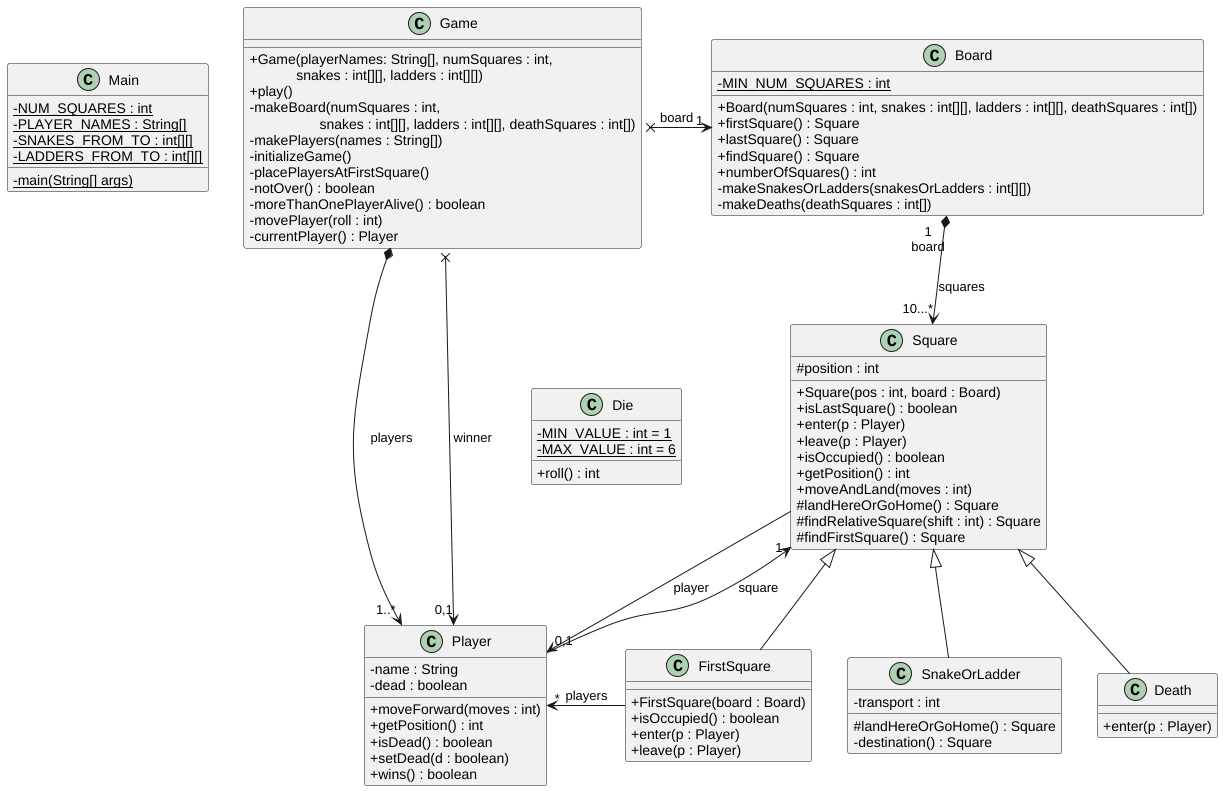 C Main
-NUM_SQUARES : int
-PLAYER_NAMES : String[]
-SNAKES_FROM_TO : int[][]
-LADDERS_FROM_TO : int[][]
-main(String[] args)
C Game
+Game(playerNames: String[], numSquares : int,
snakes : int[][], ladders : int[][])
+play()
-makeBoard(numSquares : int,
snakes : int[][], ladders : int[][], deathSquares : int[])
-makePlayers(names : String[])
-initializeGame()
-placePlayersAtFirstSquare()
-notOver() : boolean
-moreThanOnePlayerAlive() : boolean
-movePlayer(roll : int)
-currentPlayer() : Player
board 1
C Board
-MIN_NUM_SQUARES : int
+Board(numSquares : int, snakes : int[][], ladders : int[][], deathSquares : int[])
+firstSquare() : Square
+lastSquare() : Square
+findSquare() : Square
+numberOfSquares() : int
-makeSnakesOrLadders(snakesOrLadders : int[][])
-makeDeaths(deathSquares : int[])
1
board
squares
10...*
C Square
#position : int
+Square(pos : int, board : Board)
+isLastSquare() : boolean
+enter(p : Player)
+leave(p : Player)
+isOccupied() : boolean
+getPosition() : int
+moveAndLand(moves : int)
#landHereOrGoHome() : Square
#findRelativeSquare(shift : int) : Square
#findFirstSquare() : Square
C Die
-MIN_VALUE : int = 1
-MAX_VALUE : int = 6
+roll() : int
players
winner
1
player
square
1..*
0,1
0,1
C Player
-name : String
-dead : boolean
+moveForward(moves : int)
+getPosition() : int
+isDead() : boolean
+setDead(d : boolean)
+wins() : boolean
* players
C FirstSquare
+FirstSquare(board : Board)
+isOccupied() : boolean
+enter(p : Player)
+leave(p : Player)
C SnakeOrLadder
-transport : int
#landHereOrGoHome() : Square
-destination() : Square
C Death
+enter(p : Player)